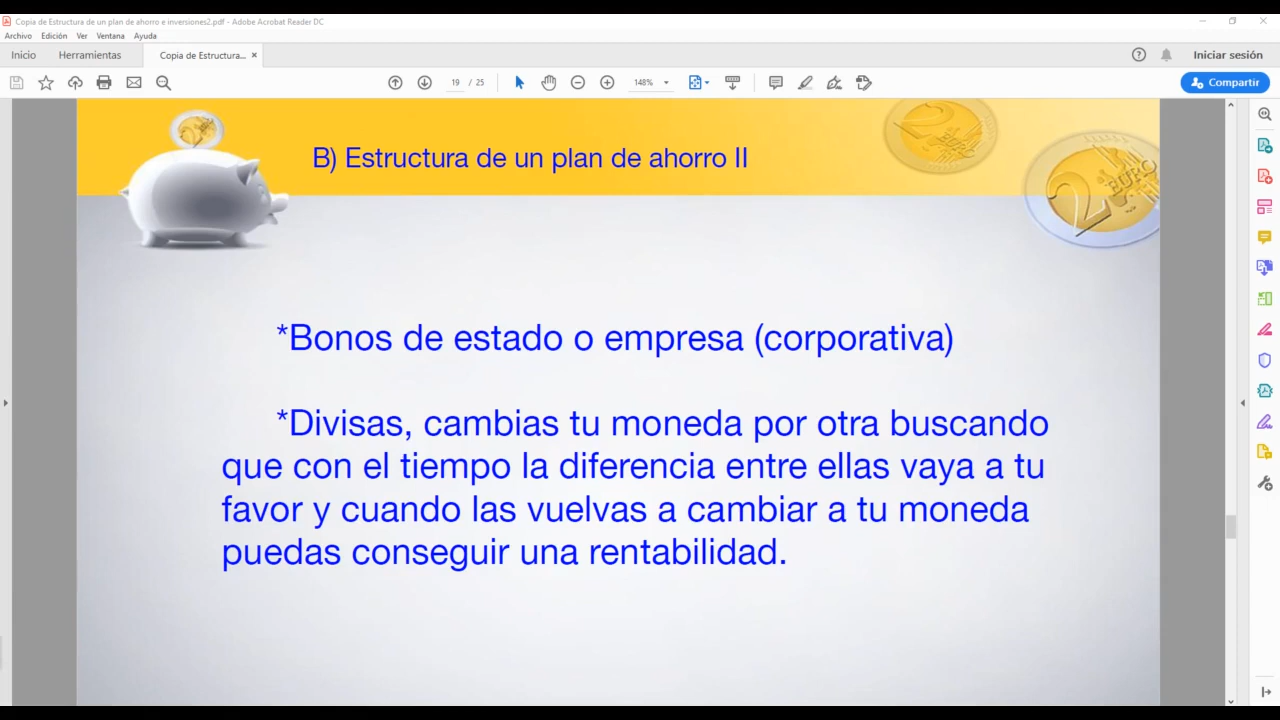 Copia de Estructura de un plan de ahorro e inversiones2.pdf - Adobe Acrobat Reader DC
Archivo Edición Ver Ventana Ayuda
Inicio Herramientas Copia de Estructura... × Iniciar sesión
19 / 25 148% Compartir
B) Estructura de un plan de ahorro II
2 EURO
*Bonos de estado o empresa (corporativa)
*Divisas, cambias tu moneda por otra buscando
que con el tiempo la diferencia entre ellas vaya a tu
favor y cuando las vuelvas a cambiar a tu moneda
puedas conseguir una rentabilidad.